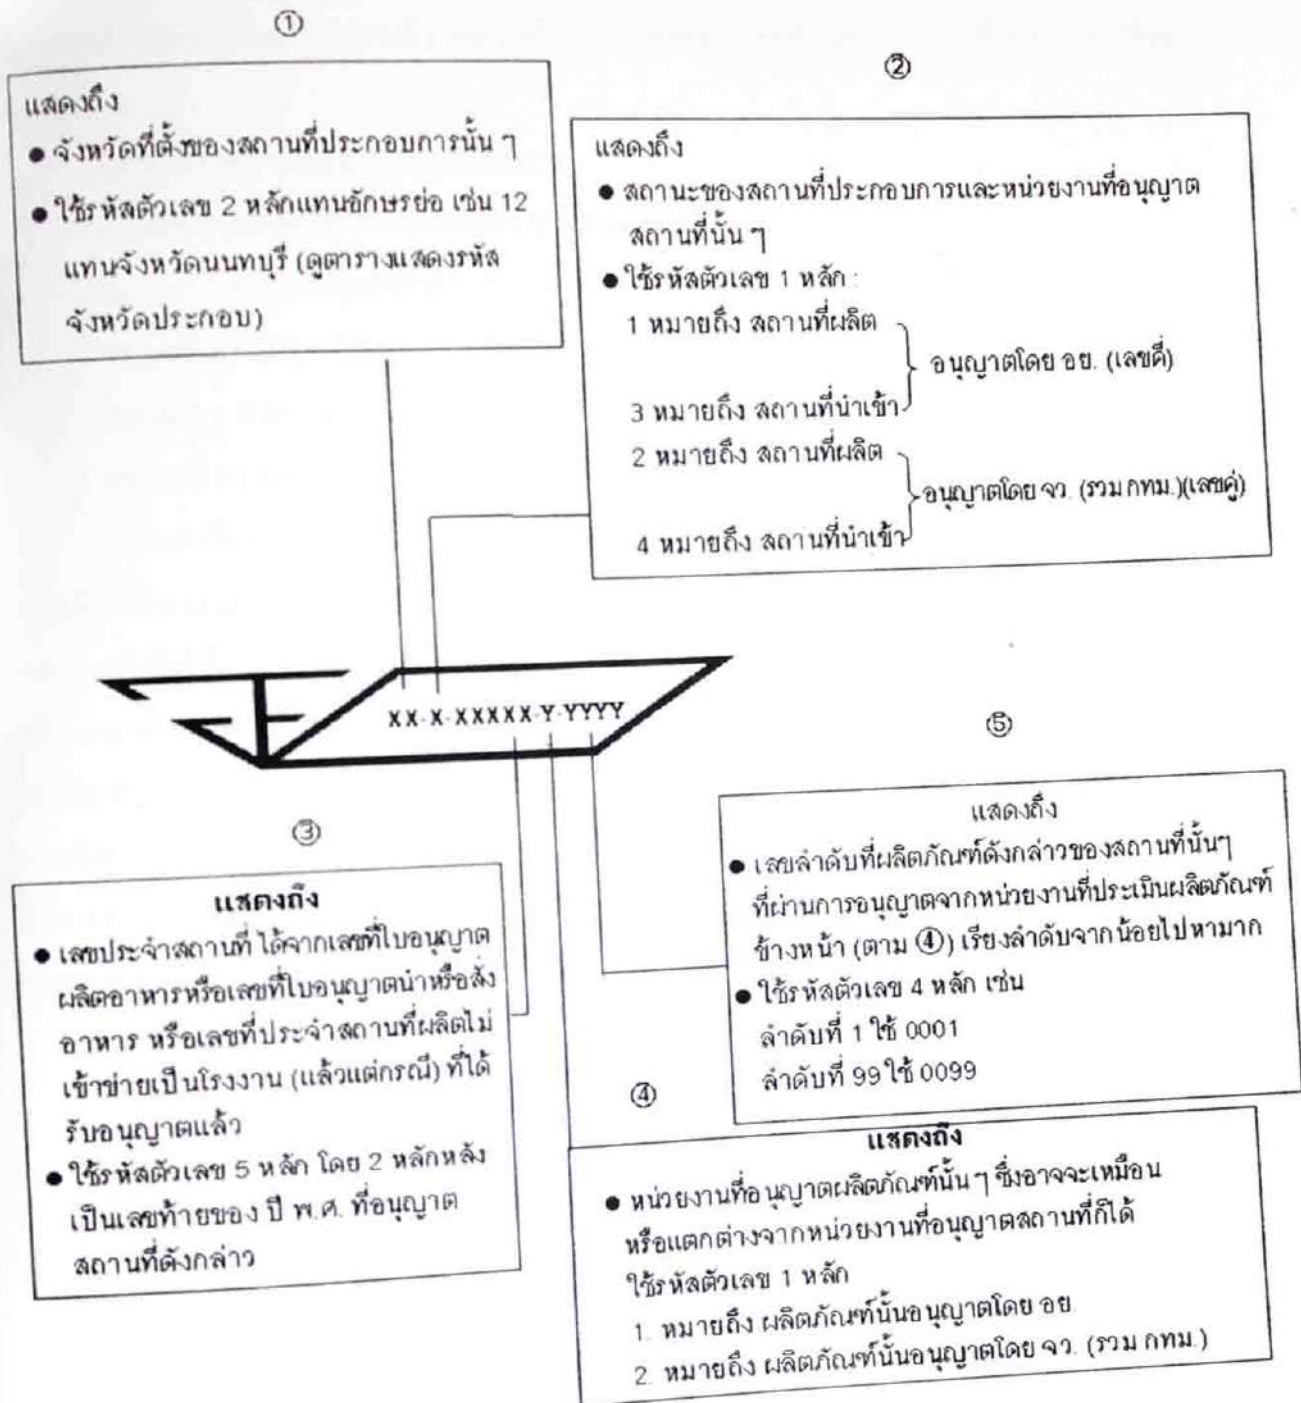 ①
แสดงถึง
● จังหวัดที่ตั้งของสถานที่ประกอบการนั้น ๆ
● ใช้รหัสตัวเลข 2 หลักแทนอักษรย่อ เช่น 12
แทนจังหวัดนนทบุรี (ดูตารางแสดงรหัส
จังหวัดประกอบ)
②
แสดงถึง
● สถานะของสถานที่ประกอบการและหน่วยงานที่อนุญาต
สถานที่นั้น ๆ
● ใช้รหัสตัวเลข 1 หลัก :
1 หมายถึง สถานที่ผลิต
3 หมายถึง สถานที่นำเข้า
อนุญาตโดย อย. (เลขคี่)
2 หมายถึง สถานที่ผลิต
4 หมายถึง สถานที่นำเข้า
อนุญาตโดย จว. (รวม กทม.)(เลขคู่)
XX-X-XXXXX-Y-YYYY
③
แสดงถึง
● เลขประจำสถานที่ ได้จากเลขที่ใบอนุญาต
ผลิตอาหารหรือเลขที่ใบอนุญาตนำหรือสั่ง
อาหาร หรือเลขที่ประจำสถานที่ผลิตไม่
เข้าข่ายเป็นโรงงาน (แล้วแต่กรณี) ที่ได้
รับอนุญาตแล้ว
● ใช้รหัสตัวเลข 5 หลัก โดย 2 หลักหลัง
เป็นเลขท้ายของ ปี พ.ศ. ที่อนุญาต
สถานที่ดังกล่าว
④
แสดงถึง
● หน่วยงานที่อนุญาตผลิตภัณฑ์นั้น ๆ ซึ่งอาจจะเหมือน
หรือแตกต่างจากหน่วยงานที่อนุญาตสถานที่ก็ได้
ใช้รหัสตัวเลข 1 หลัก
1. หมายถึง ผลิตภัณฑ์นั้นอนุญาตโดย อย.
2. หมายถึง ผลิตภัณฑ์นั้นอนุญาตโดย จว. (รวม กทม.)
⑤
แสดงถึง
● เลขลำดับที่ผลิตภัณฑ์ดังกล่าวของสถานที่นั้นๆ
ที่ผ่านการอนุญาตจากหน่วยงานที่ประเมินผลิตภัณฑ์
ข้างหน้า (ตาม ④) เรียงลำดับจากน้อยไปหามาก
● ใช้รหัสตัวเลข 4 หลัก เช่น
ลำดับที่ 1 ใช้ 0001
ลำดับที่ 99 ใช้ 0099